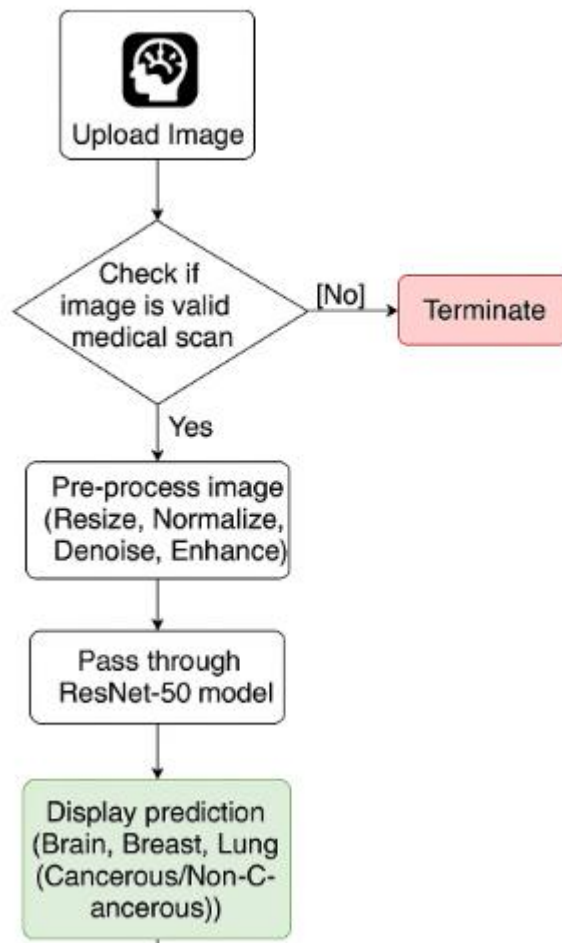 Upload Image
Check if
image is valid
medical scan
[No]
Terminate
Yes
Pre-process image
(Resize, Normalize,
Denoise, Enhance)
Pass through
ResNet-50 model
Display prediction
(Brain, Breast, Lung
(Cancerous/Non-C-
ancerous))